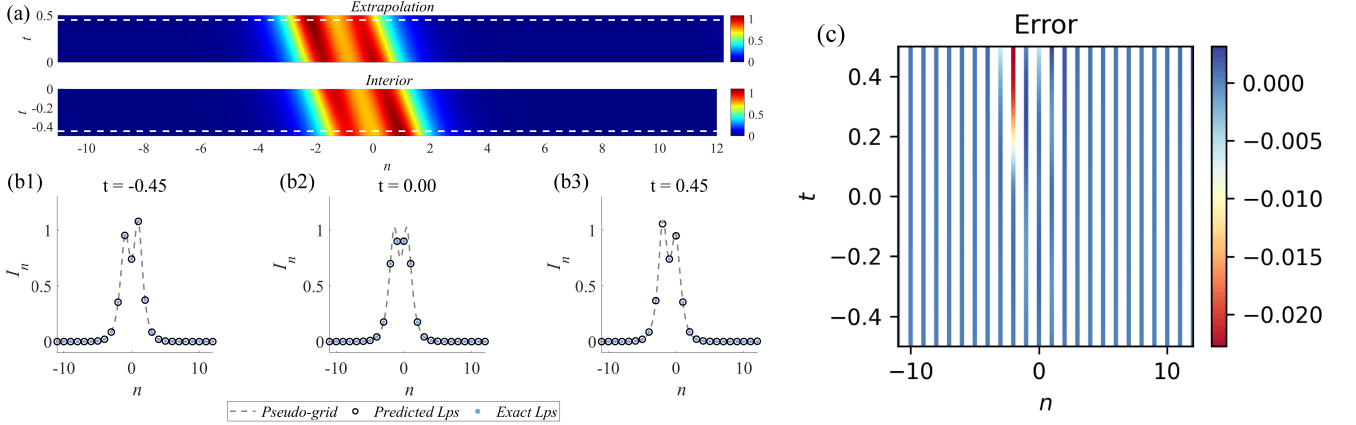 (a)
Extrapolation
0.5
t
0
1
0.5
0
Interior
0
-0.2
-0.4
t
1
0.5
0
-10 -8 -6 -4 -2 0 2 4 6 8 10 12
n
(b1) t = -0.45
1
0.5
0
I_n
-10 0 10
n
(b2) t = 0.00
1
0.5
0
I_n
-10 0 10
n
(b3) t = 0.45
1
0.5
0
I_n
-10 0 10
n
Pseudo-grid Predicted Lps Exact Lps
(c) Error
0.4
0.2
0.0
−0.2
−0.4
t
−10 0 10
n
0.000
−0.005
−0.010
−0.015
−0.020